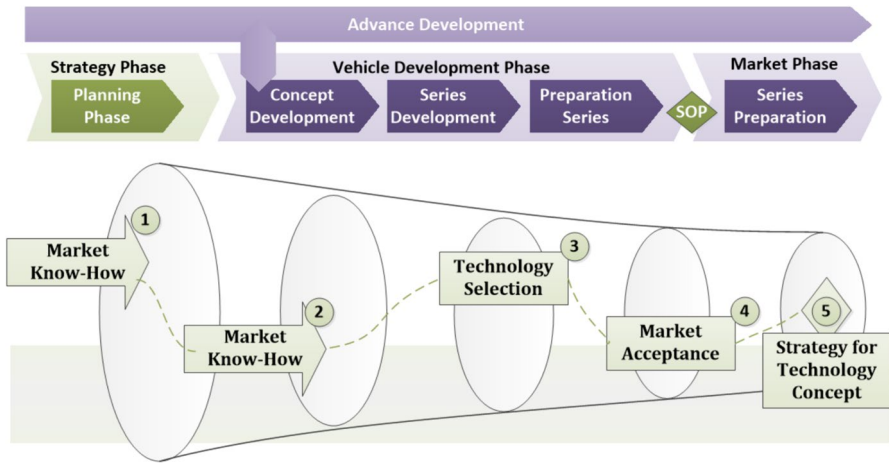 Advance Development
Strategy Phase
Planning
Phase
Vehicle Development Phase
Concept
Development
Series
Development
Preparation
Series
SOP
Market Phase
Series
Preparation
1
Market
Know-How
2
Market
Know-How
3
Technology
Selection
4
Market
Acceptance
5
Strategy for
Technology
Concept